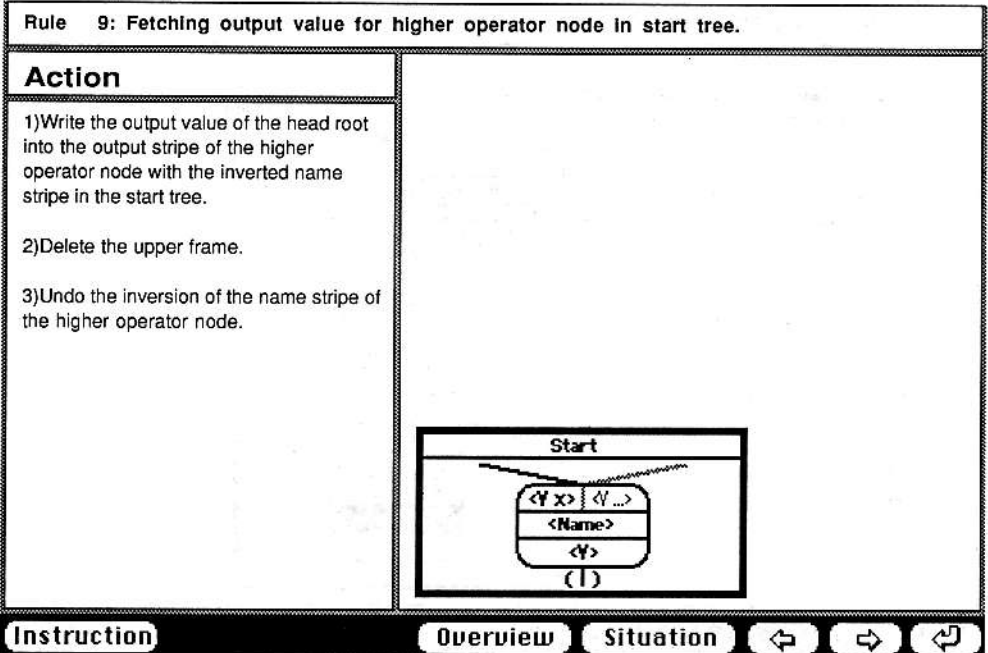 Rule 9: Fetching output value for higher operator node in start tree.
Action
1)Write the output value of the head root
into the output stripe of the higher
operator node with the inverted name
stripe in the start tree.
2)Delete the upper frame.
3)Undo the inversion of the name stripe of
the higher operator node.
Start
<V x> <V ...>
<Name>
<V>
( | )
Instruction Overview Situation